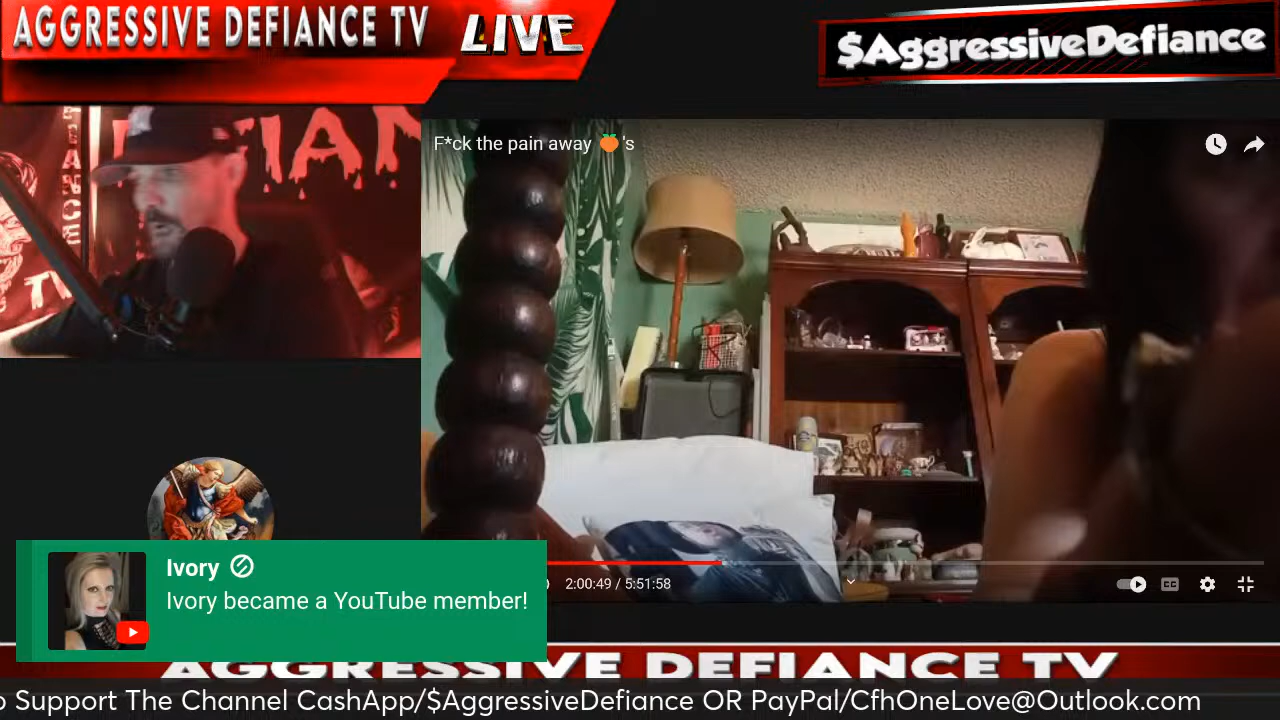 AGGRESSIVE DEFIANCE TV
LIVE
$AggressiveDefiance
F*ck the pain away 🍑's
2:00:49 / 5:51:58
CC
Ivory
Ivory became a YouTube member!
AGGRESSIVE DEFIANCE TV
Support The Channel CashApp/$AggressiveDefiance OR PayPal/CfhOneLove@Outlook.com